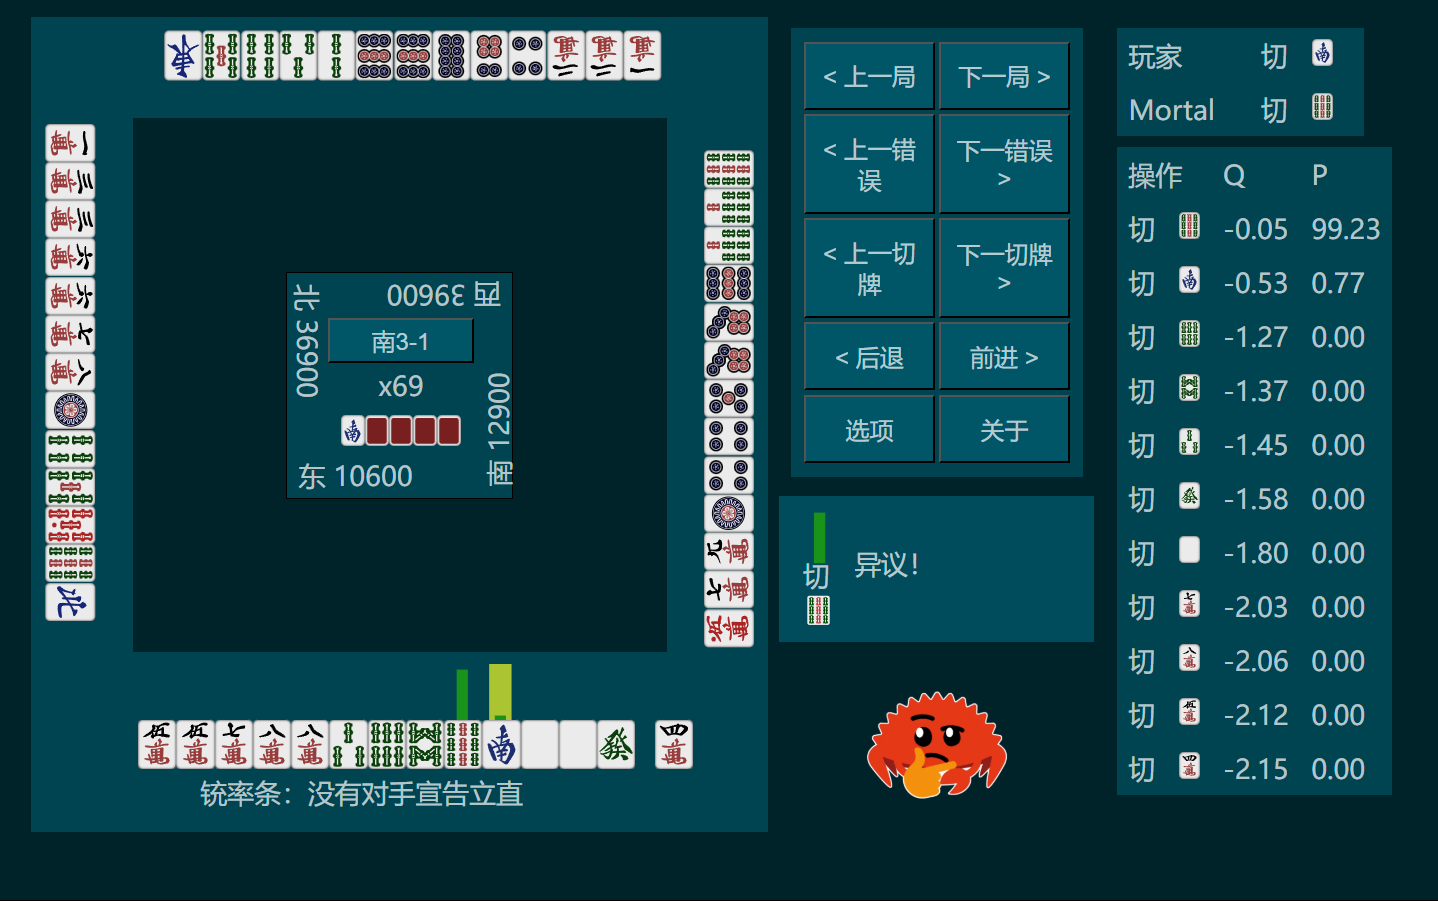 北 36900
西 39600
南3-1
x69
南 12900
东 10600
铳率条：没有对手宣告立直
< 上一局
下一局 >
< 上一错误
下一错误 >
< 上一切牌
下一切牌 >
< 后退
前进 >
选项
关于
切
异议！
玩家 切
Mortal 切
操作 Q P
切 -0.05 99.23
切 -0.53 0.77
切 -1.27 0.00
切 -1.37 0.00
切 -1.45 0.00
切 -1.58 0.00
切 -1.80 0.00
切 -2.03 0.00
切 -2.06 0.00
切 -2.12 0.00
切 -2.15 0.00